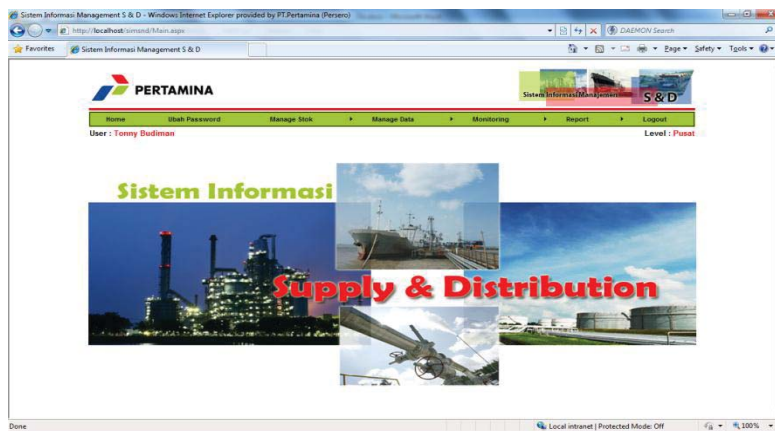 Sistem Informasi Management S & D - Windows Internet Explorer provided by PT.Pertamina (Persero)
http://localhost/simsnd/Main.aspx
DAEMON Search
Favorites
Sistem Informasi Management S & D
Page
Safety
Tools
PERTAMINA
Sistem Informasi Manajemen
S & D
Home Ubah Password Manage Stok Manage Data Monitoring Report Logout
User : Tonny Budiman
Level : Pusat
Sistem Informasi
Supply & Distribution
Done
Local intranet | Protected Mode: Off
100%